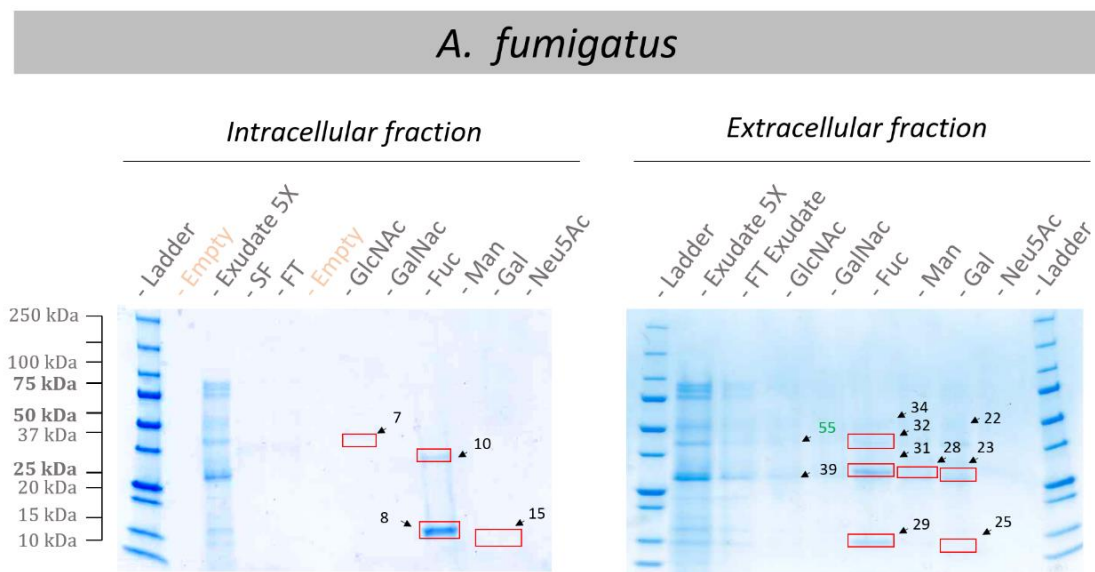 A. fumigatus
Intracellular fraction
Extracellular fraction
- Ladder
- Empty
- Exudate 5X
- SF
- FT
- Empty
- GlcNAc
- GalNac
- Fuc
- Man
- Gal
- Neu5Ac
- Ladder
- Exudate 5X
- FT Exudate
- GlcNAc
- GalNac
- Fuc
- Man
- Gal
- Neu5Ac
- Ladder
250 kDa
100 kDa
75 kDa
50 kDa
37 kDa
25 kDa
20 kDa
15 kDa
10 kDa
7
10
8
15
55
39
34
32
31
28
29
22
23
25